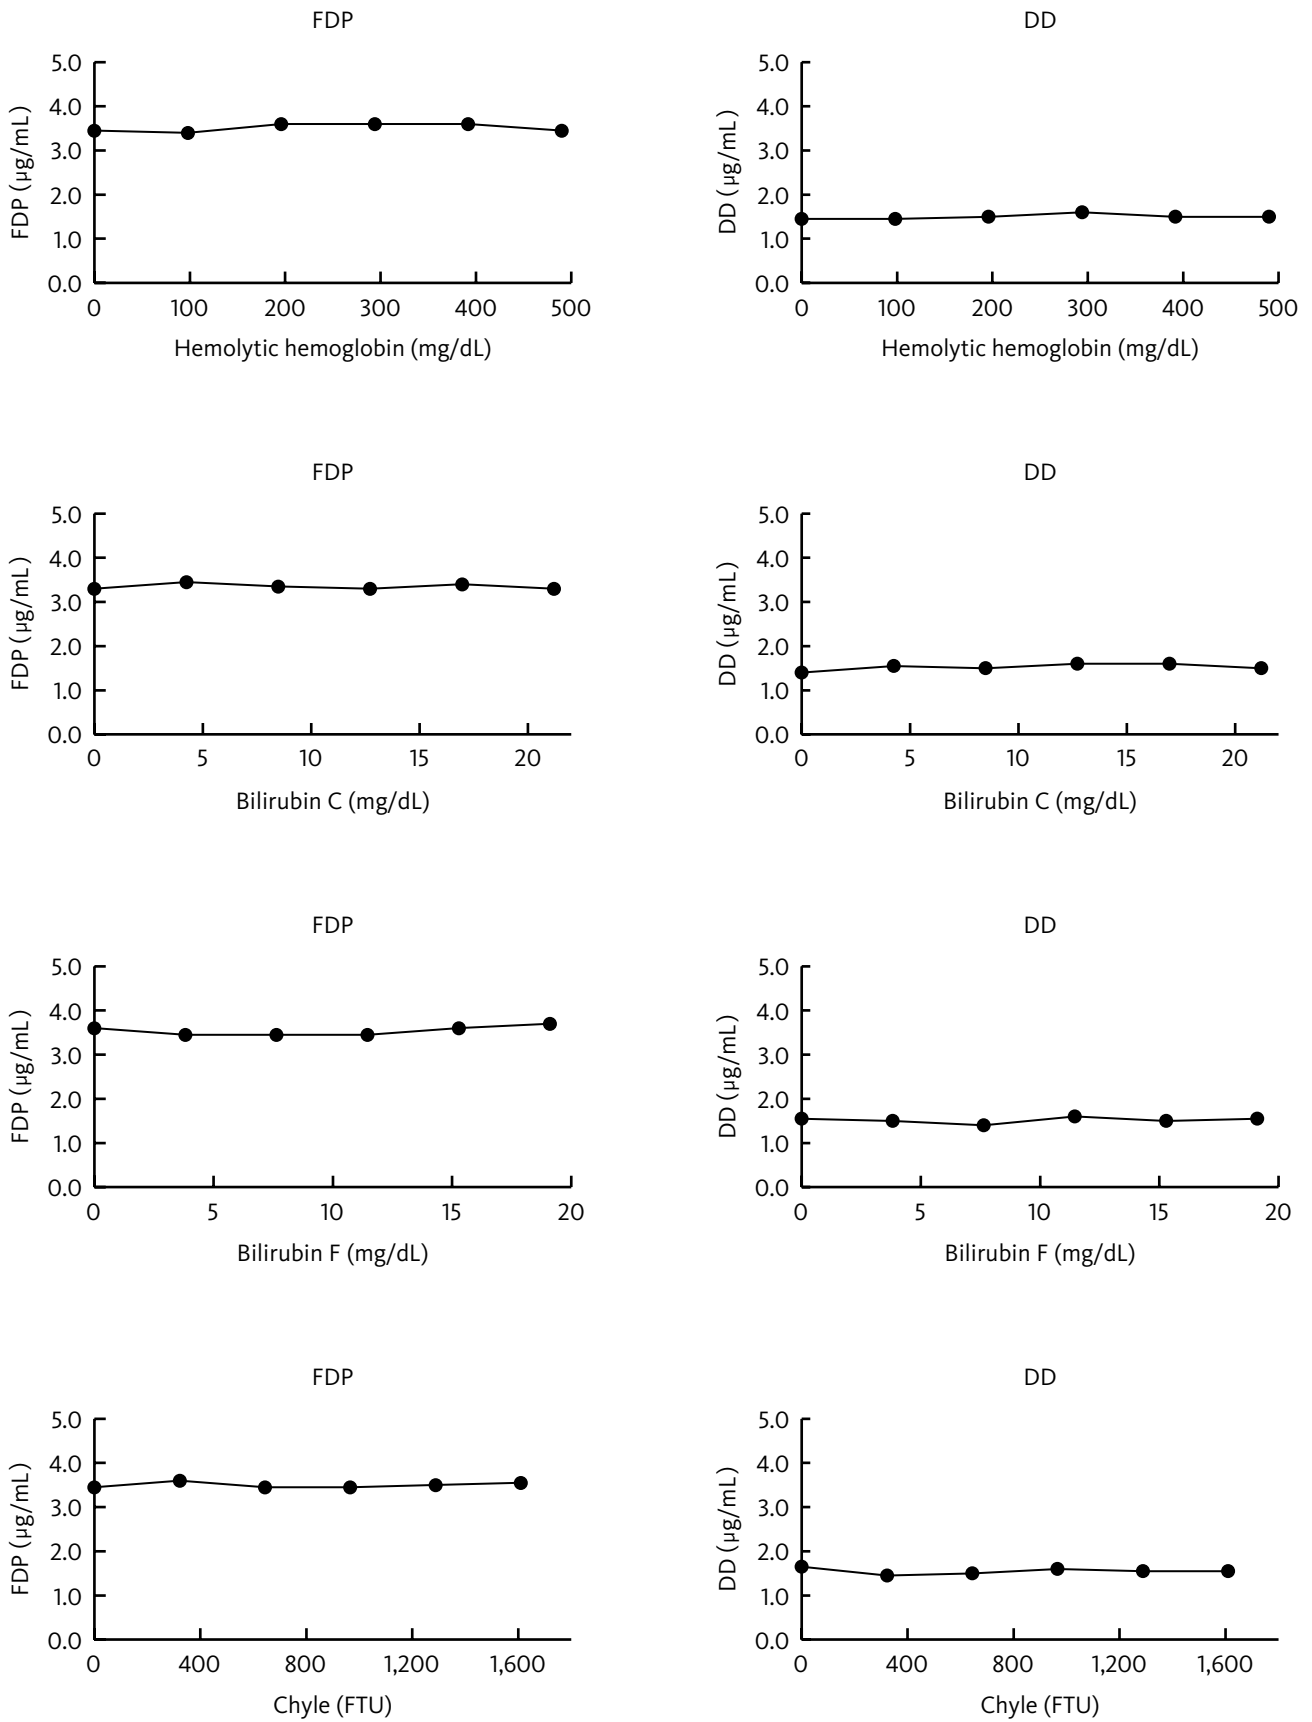 FDP
5.0
4.0
3.0
2.0
1.0
0.0
FDP (µg/mL)
0 100 200 300 400 500
Hemolytic hemoglobin (mg/dL)
DD
5.0
4.0
3.0
2.0
1.0
0.0
DD (µg/mL)
0 100 200 300 400 500
Hemolytic hemoglobin (mg/dL)
FDP
5.0
4.0
3.0
2.0
1.0
0.0
FDP (µg/mL)
0 5 10 15 20
Bilirubin C (mg/dL)
DD
5.0
4.0
3.0
2.0
1.0
0.0
DD (µg/mL)
0 5 10 15 20
Bilirubin C (mg/dL)
FDP
5.0
4.0
3.0
2.0
1.0
0.0
FDP (µg/mL)
0 5 10 15 20
Bilirubin F (mg/dL)
DD
5.0
4.0
3.0
2.0
1.0
0.0
DD (µg/mL)
0 5 10 15 20
Bilirubin F (mg/dL)
FDP
5.0
4.0
3.0
2.0
1.0
0.0
FDP (µg/mL)
0 400 800 1,200 1,600
Chyle (FTU)
DD
5.0
4.0
3.0
2.0
1.0
0.0
DD (µg/mL)
0 400 800 1,200 1,600
Chyle (FTU)